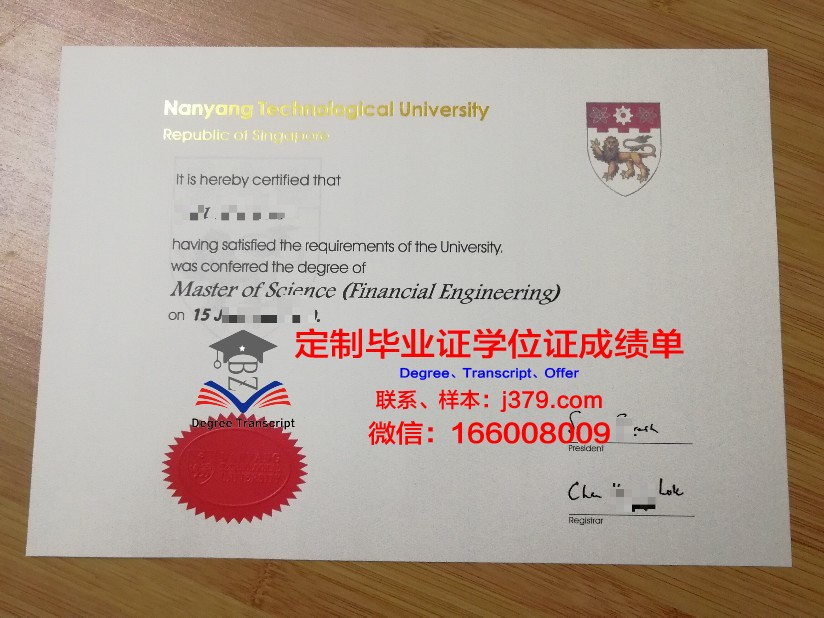 Nanyang Technological University
Republic of Singapore
It is hereby certified that
having satisfied the requirements of the University,
was conferred the degree of
Master of Science (Financial Engineering)
on 15 J
定制毕业证学位证成绩单
Degree、Transcript、Offer
BZ
联系、样本：j379.com
Degree Transcript
微信：166008009
President
Registrar